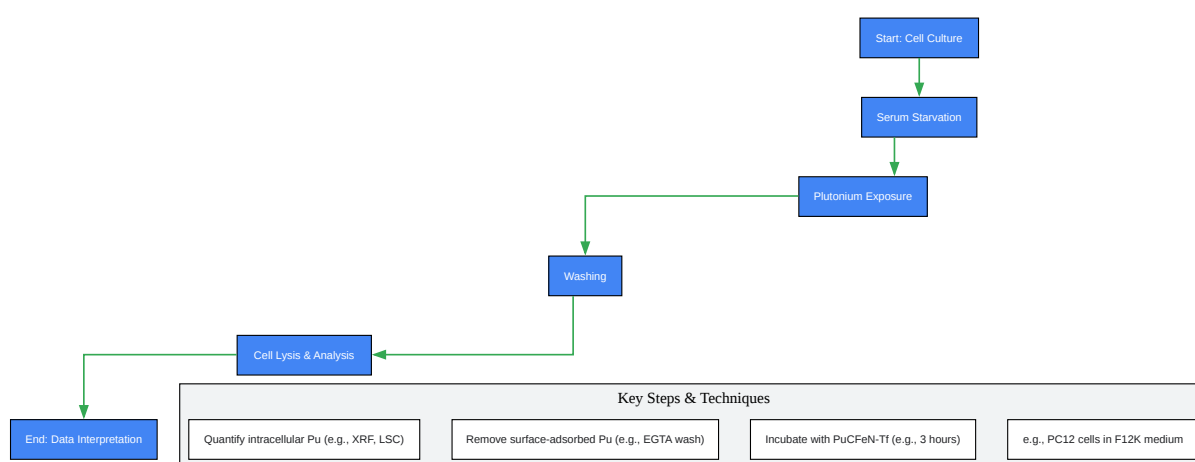 Start: Cell Culture
Serum Starvation
Plutonium Exposure
Washing
Cell Lysis & Analysis
End: Data Interpretation
Key Steps & Techniques
Quantify intracellular Pu (e.g., XRF, LSC)
Remove surface-adsorbed Pu (e.g., EGTA wash)
Incubate with PuCFeN-Tf (e.g., 3 hours)
e.g., PC12 cells in F12K medium